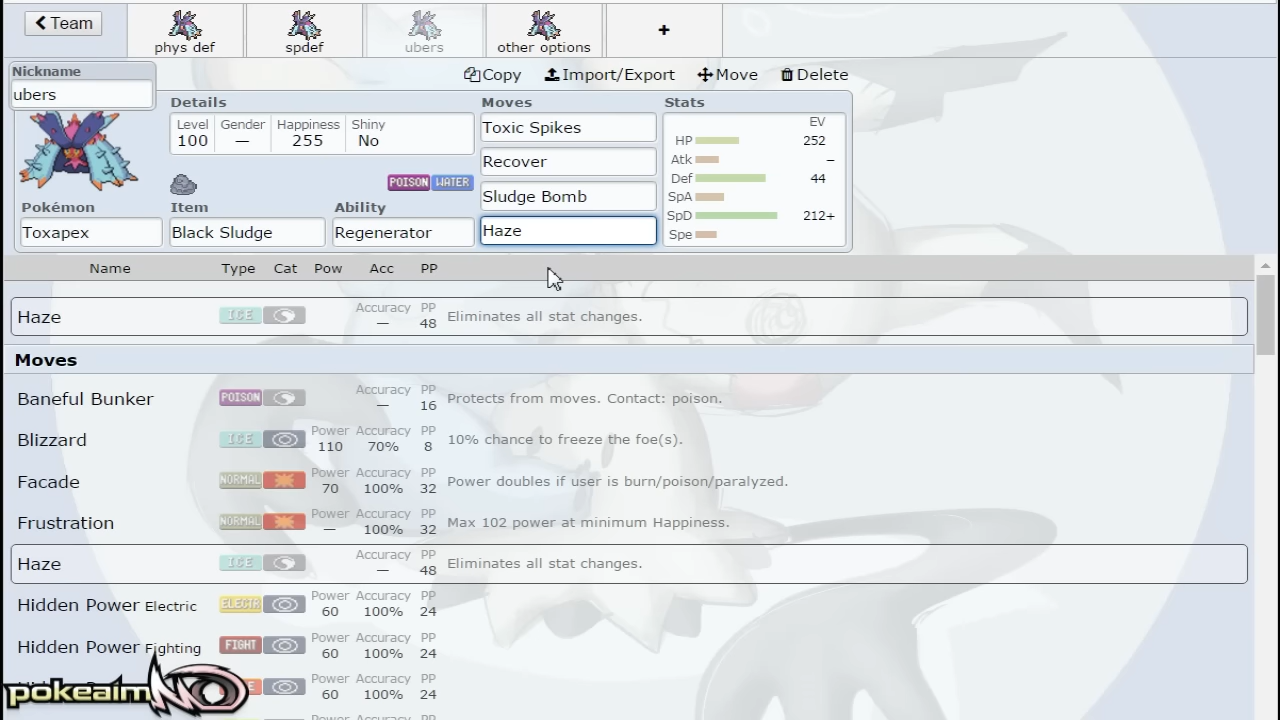 Team
phys def
spdef
ubers
other options
+
Nickname
ubers
Copy
Import/Export
Move
Delete
Details
Level
100
Gender
—
Happiness
255
Shiny
No
POISON WATER
Pokémon
Toxapex
Item
Black Sludge
Ability
Regenerator
Moves
Toxic Spikes
Recover
Sludge Bomb
Haze
Stats
EV
HP 252
Atk –
Def 44
SpA
SpD 212+
Spe
Name Type Cat Pow Acc PP
Haze ICE Accuracy — PP 48 Eliminates all stat changes.
Moves
Baneful Bunker POISON Accuracy — PP 16 Protects from moves. Contact: poison.
Blizzard ICE Power 110 Accuracy 70% PP 8 10% chance to freeze the foe(s).
Facade NORMAL Power 70 Accuracy 100% PP 32 Power doubles if user is burn/poison/paralyzed.
Frustration NORMAL Power — Accuracy 100% PP 32 Max 102 power at minimum Happiness.
Haze ICE Accuracy — PP 48 Eliminates all stat changes.
Hidden Power Electric ELECTR Power 60 Accuracy 100% PP 24
Hidden Power Fighting FIGHT Power 60 Accuracy 100% PP 24
Power 60 Accuracy 100% PP 24
pokeaimMD